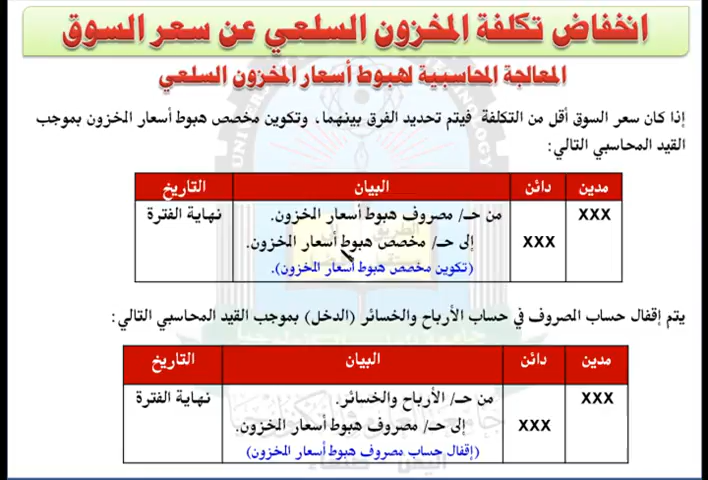 انخفاض تكلفة المخزون السلعي عن سعر السوق
المعالجة المحاسبية لهبوط أسعار المخزون السلعي
إذا كان سعر السوق أقل من التكلفة فيتم تحديد الفرق بينهما، وتكوين مخصص هبوط أسعار المخزون بموجب
القيد المحاسبي التالي:
مدين دائن البيان التاريخ
XXX من حـ/ مصروف هبوط أسعار المخزون. نهاية الفترة
XXX إلى حـ/ مخصص هبوط أسعار المخزون.
(تكوين مخصص هبوط أسعار المخزون).
يتم إقفال حساب المصروف في حساب الأرباح والخسائر (الدخل) بموجب القيد المحاسبي التالي:
مدين دائن البيان التاريخ
XXX من حـ/ الأرباح والخسائر. نهاية الفترة
XXX إلى حـ/ مصروف هبوط أسعار المخزون.
(إقفال حساب مصروف هبوط أسعار المخزون)